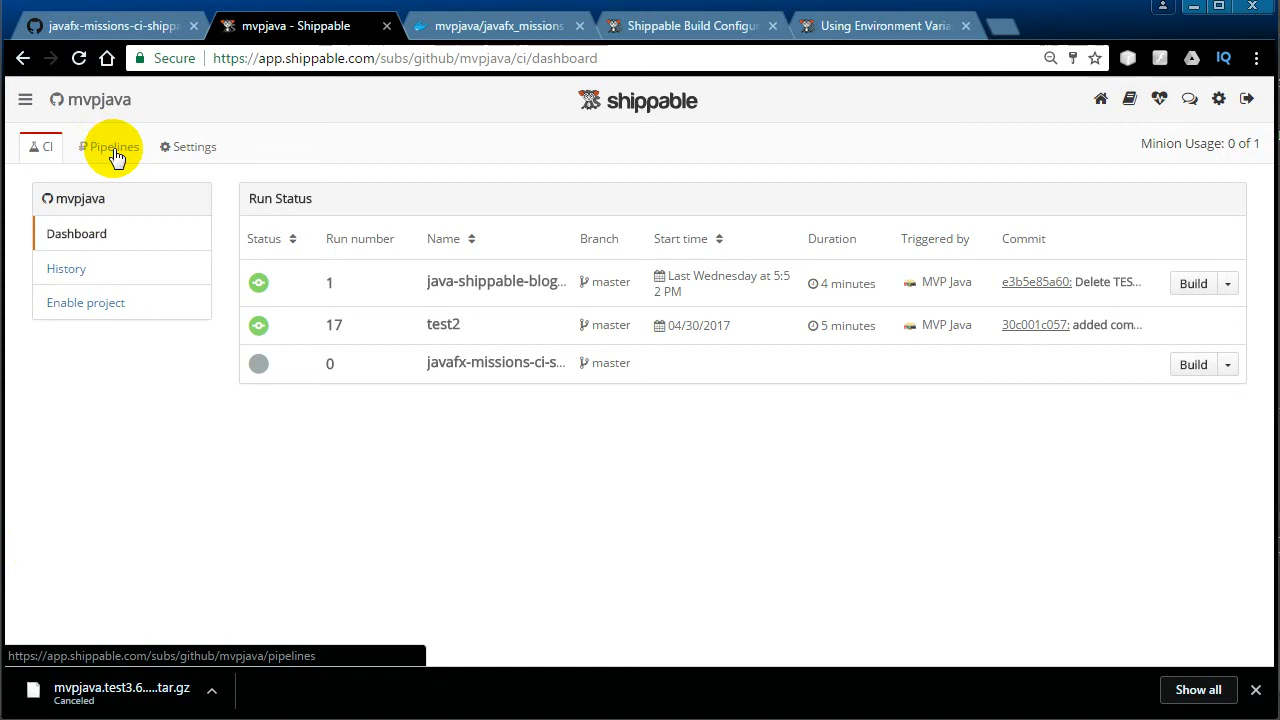 javafx-missions-ci-shippa
mvpjava - Shippable
mvpjava/javafx_missions
Shippable Build Configur
Using Environment Varia
Secure
https://app.shippable.com/subs/github/mvpjava/ci/dashboard
IQ
mvpjava
shippable
CI
Pipelines
Settings
Minion Usage: 0 of 1
mvpjava
Dashboard
History
Enable project
Run Status
Status Run number Name Branch Start time Duration Triggered by Commit
1 java-shippable-blog... master Last Wednesday at 5:5
2 PM 4 minutes MVP Java e3b5e85a60: Delete TES... Build
17 test2 master 04/30/2017 5 minutes MVP Java 30c001c057: added com...
0 javafx-missions-ci-s... master Build
https://app.shippable.com/subs/github/mvpjava/pipelines
mvpjava.test3.6.....tar.gz
Canceled
Show all